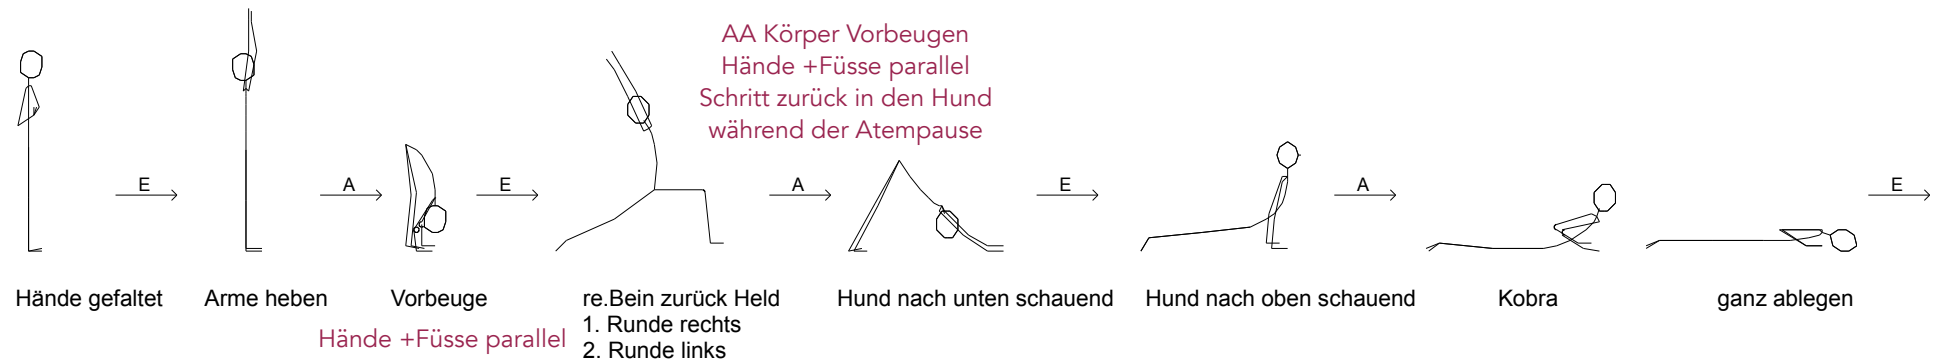 AA Körper Vorbeugen
Hände +Füsse parallel
Schritt zurück in den Hund
während der Atempause
E
A
E
A
E
A
E
Hände gefaltet
Arme heben
Vorbeuge
re.Bein zurück Held
1. Runde rechts
2. Runde links
Hund nach unten schauend
Hund nach oben schauend
Kobra
ganz ablegen
Hände +Füsse parallel